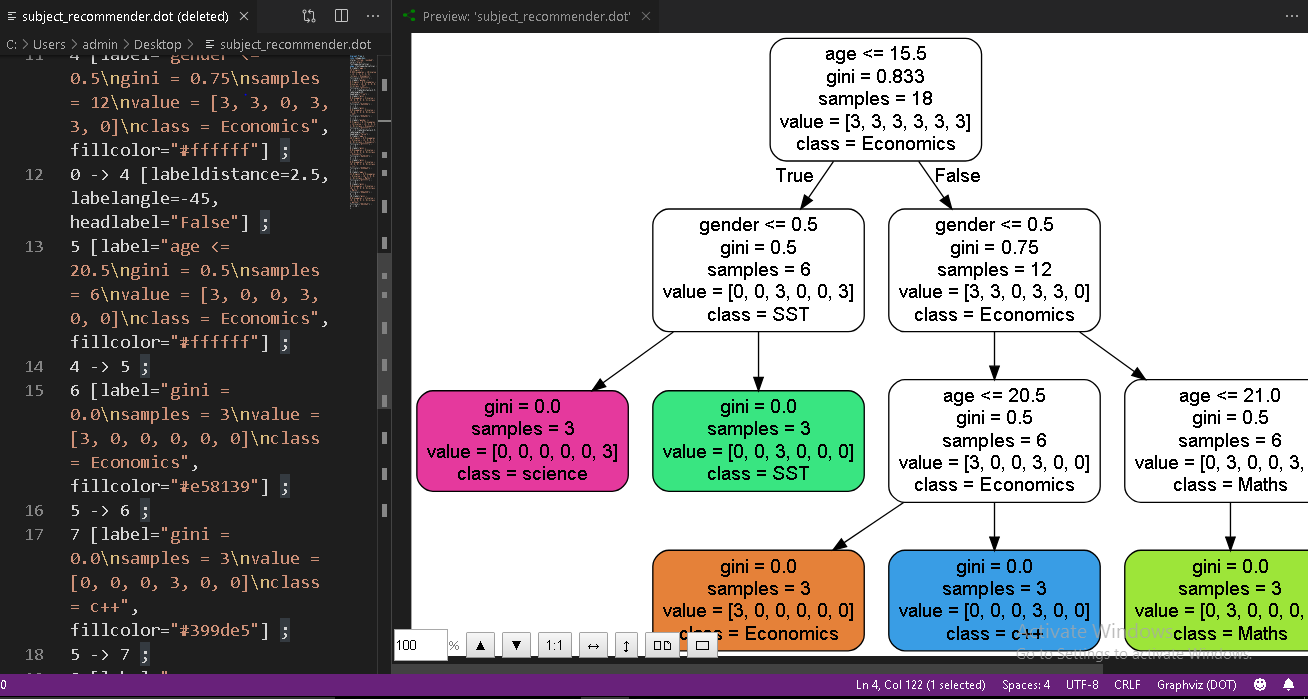 subject_recommender.dot (deleted)
Preview: 'subject_recommender.dot'
C: > Users > admin > Desktop > subject_recommender.dot
11 4 [label="gender <=
0.5\ngini = 0.75\nsamples
= 12\nvalue = [3, 3, 0, 3,
3, 0]\nclass = Economics",
fillcolor="#ffffff"] ;
12 0 -> 4 [labeldistance=2.5,
labelangle=-45,
headlabel="False"] ;
13 5 [label="age <=
20.5\ngini = 0.5\nsamples
= 6\nvalue = [3, 0, 0, 3,
0, 0]\nclass = Economics",
fillcolor="#ffffff"] ;
14 4 -> 5 ;
15 6 [label="gini =
0.0\nsamples = 3\nvalue =
[3, 0, 0, 0, 0, 0]\nclass
= Economics",
fillcolor="#e58139"] ;
16 5 -> 6 ;
17 7 [label="gini =
0.0\nsamples = 3\nvalue =
[0, 0, 0, 3, 0, 0]\nclass
= c++",
fillcolor="#399de5"] ;
18 5 -> 7 ;
age <= 15.5
gini = 0.833
samples = 18
value = [3, 3, 3, 3, 3, 3]
class = Economics
True
False
gender <= 0.5
gini = 0.5
samples = 6
value = [0, 0, 3, 0, 0, 3]
class = SST
gender <= 0.5
gini = 0.75
samples = 12
value = [3, 3, 0, 3, 3, 0]
class = Economics
gini = 0.0
samples = 3
value = [0, 0, 0, 0, 0, 3]
class = science
gini = 0.0
samples = 3
value = [0, 0, 3, 0, 0, 0]
class = SST
age <= 20.5
gini = 0.5
samples = 6
value = [3, 0, 0, 3, 0, 0]
class = Economics
age <= 21.0
gini = 0.5
samples = 6
value = [0, 3, 0, 0, 3,
class = Maths
gini = 0.0
samples = 3
value = [3, 0, 0, 0, 0, 0]
= Economics
gini = 0.0
samples = 3
value = [0, 0, 0, 3, 0, 0]
class = c++
gini = 0.0
samples = 3
value = [0, 3, 0, 0, 0,
class = Maths
100 %
1:1
Activate Windows
Go to Settings to activate Windows.
0
Ln 4, Col 122 (1 selected)
Spaces: 4
UTF-8
CRLF
Graphviz (DOT)